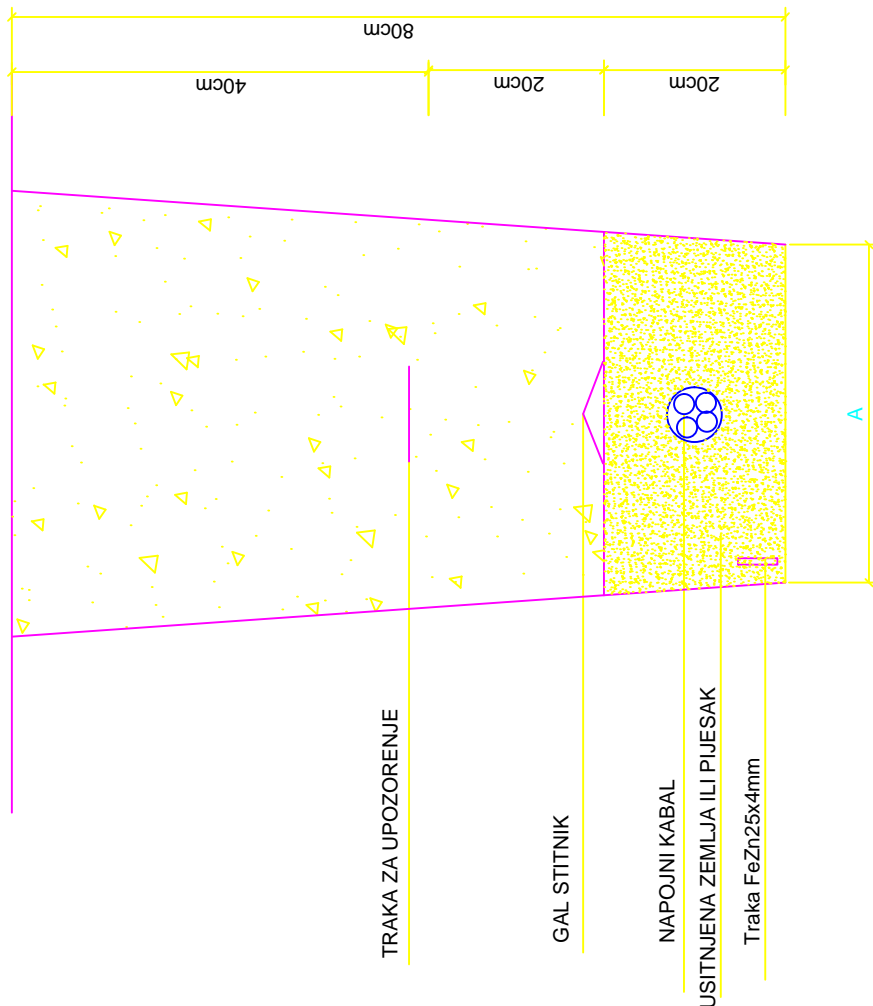 80cm
40cm
20cm
20cm
A
TRAKA ZA UPOZORENJE
GAL STITNIK
NAPOJNI KABAL
USITNJENA ZEMLJA ILI PIJESAK
Traka FeZn25x4mm